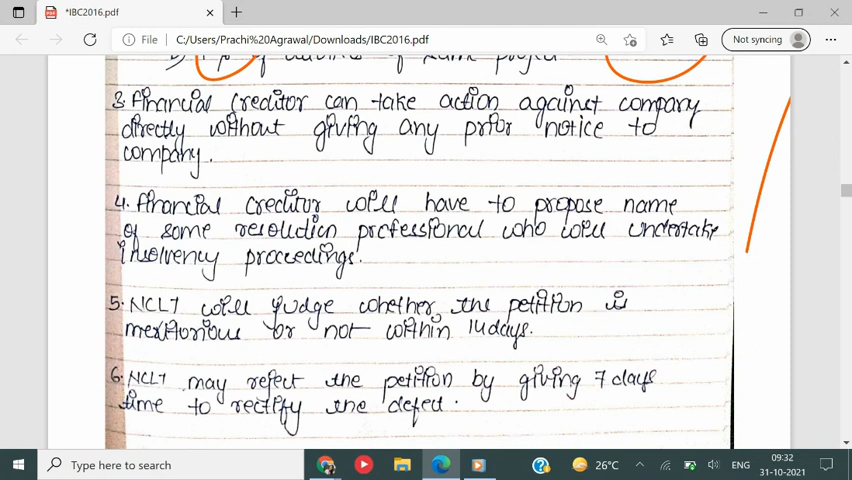 *IBC2016.pdf
File
C:/Users/Prachi%20Agrawal/Downloads/IBC2016.pdf
Not syncing
of same project
3. Financial Creditor can take action against company
directly without giving any prior notice to
company.
4. Financial Creditor will have to propose name
of some resolution professional who will undertake
insolvency proceedings.
5. NCLT will judge whether the petition is
meritorious or not within 14 days.
6. NCLT may reject the petition by giving 7 days
time to rectify the defect.
Type here to search
26°C
ENG
09:32
31-10-2021